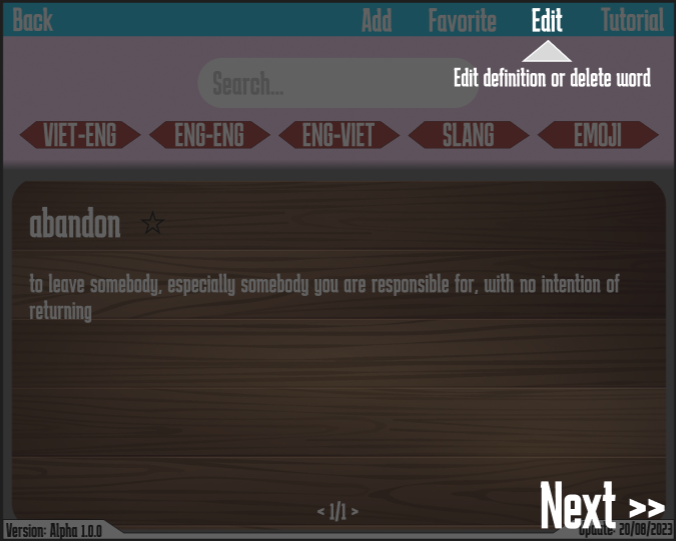 Back Add Favorite Edit Tutorial
Edit definition or delete word
Search...
VIET-ENG ENG-ENG ENG-VIET SLANG EMOJI
abandon
to leave somebody, especially somebody you are responsible for, with no intention of
returning
< 1/1 >
Next >>
Version: Alpha 1.0.0 Update: 20/08/2023